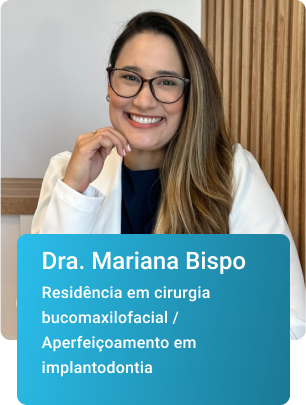 Dra. Mariana Bispo
Residência em cirurgia
bucomaxilofacial /
Aperfeiçoamento em
implantodontia